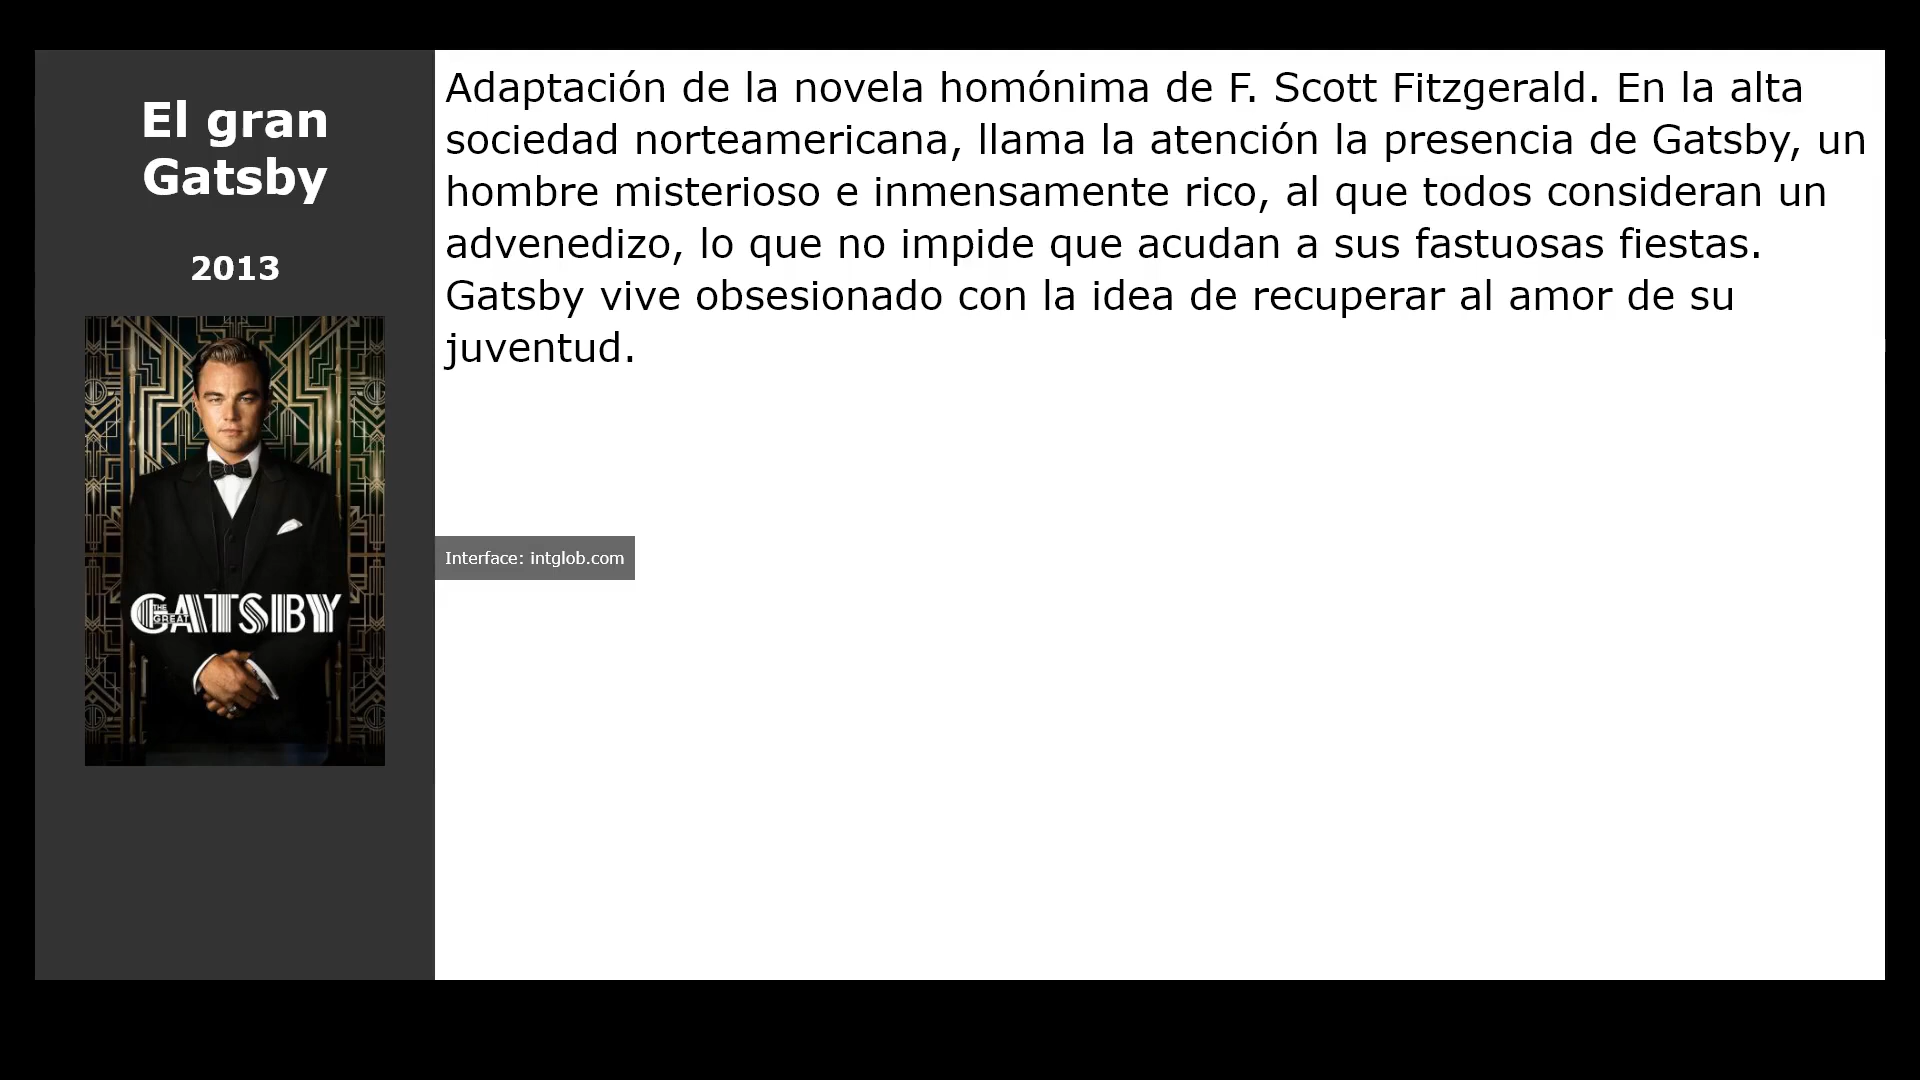 El gran
Gatsby
2013
THE
GREAT
GATSBY
Adaptación de la novela homónima de F. Scott Fitzgerald. En la alta
sociedad norteamericana, llama la atención la presencia de Gatsby, un
hombre misterioso e inmensamente rico, al que todos consideran un
advenedizo, lo que no impide que acudan a sus fastuosas fiestas.
Gatsby vive obsesionado con la idea de recuperar al amor de su
juventud.
Interface: intglob.com